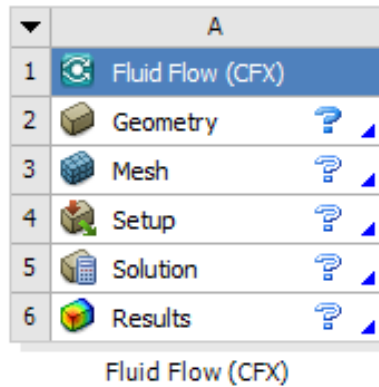 A
1 Fluid Flow (CFX)
2 Geometry ?
3 Mesh ?
4 Setup ?
5 Solution ?
6 Results ?
Fluid Flow (CFX)